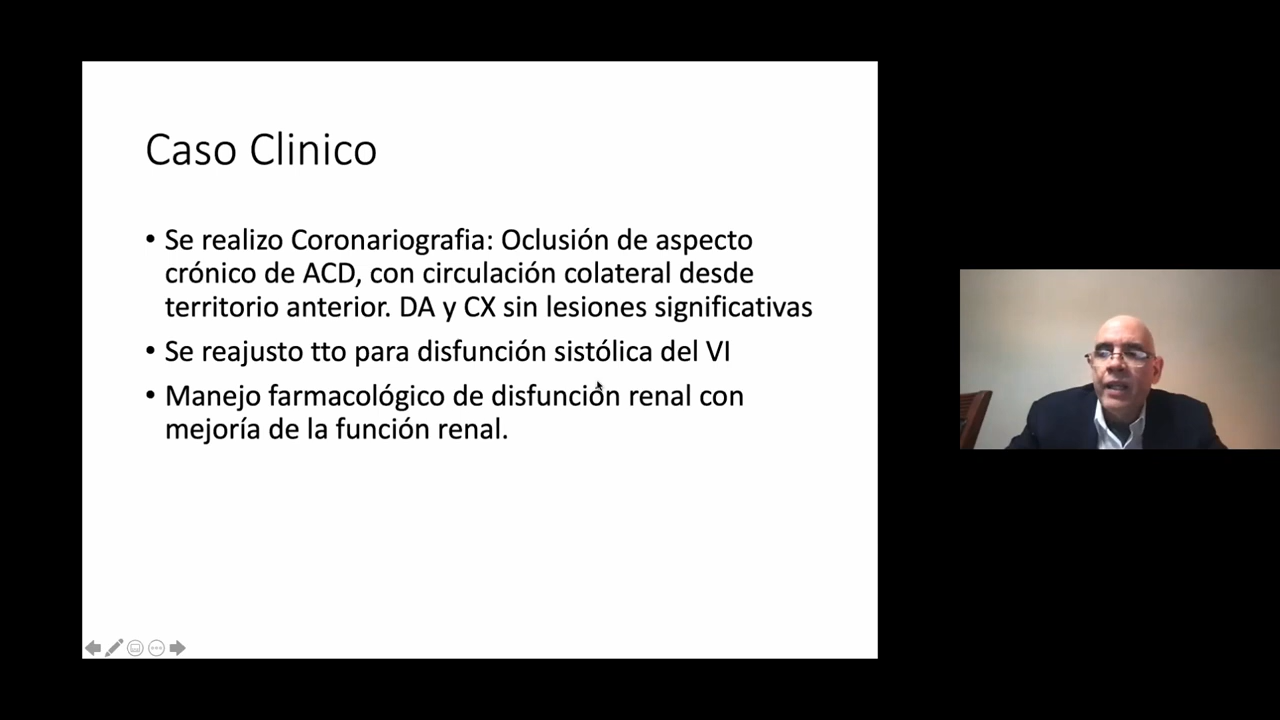 Caso Clinico
• Se realizo Coronariografia: Oclusión de aspecto
crónico de ACD, con circulación colateral desde
territorio anterior. DA y CX sin lesiones significativas
• Se reajusto tto para disfunción sistólica del VI
• Manejo farmacológico de disfunción renal con
mejoría de la función renal.